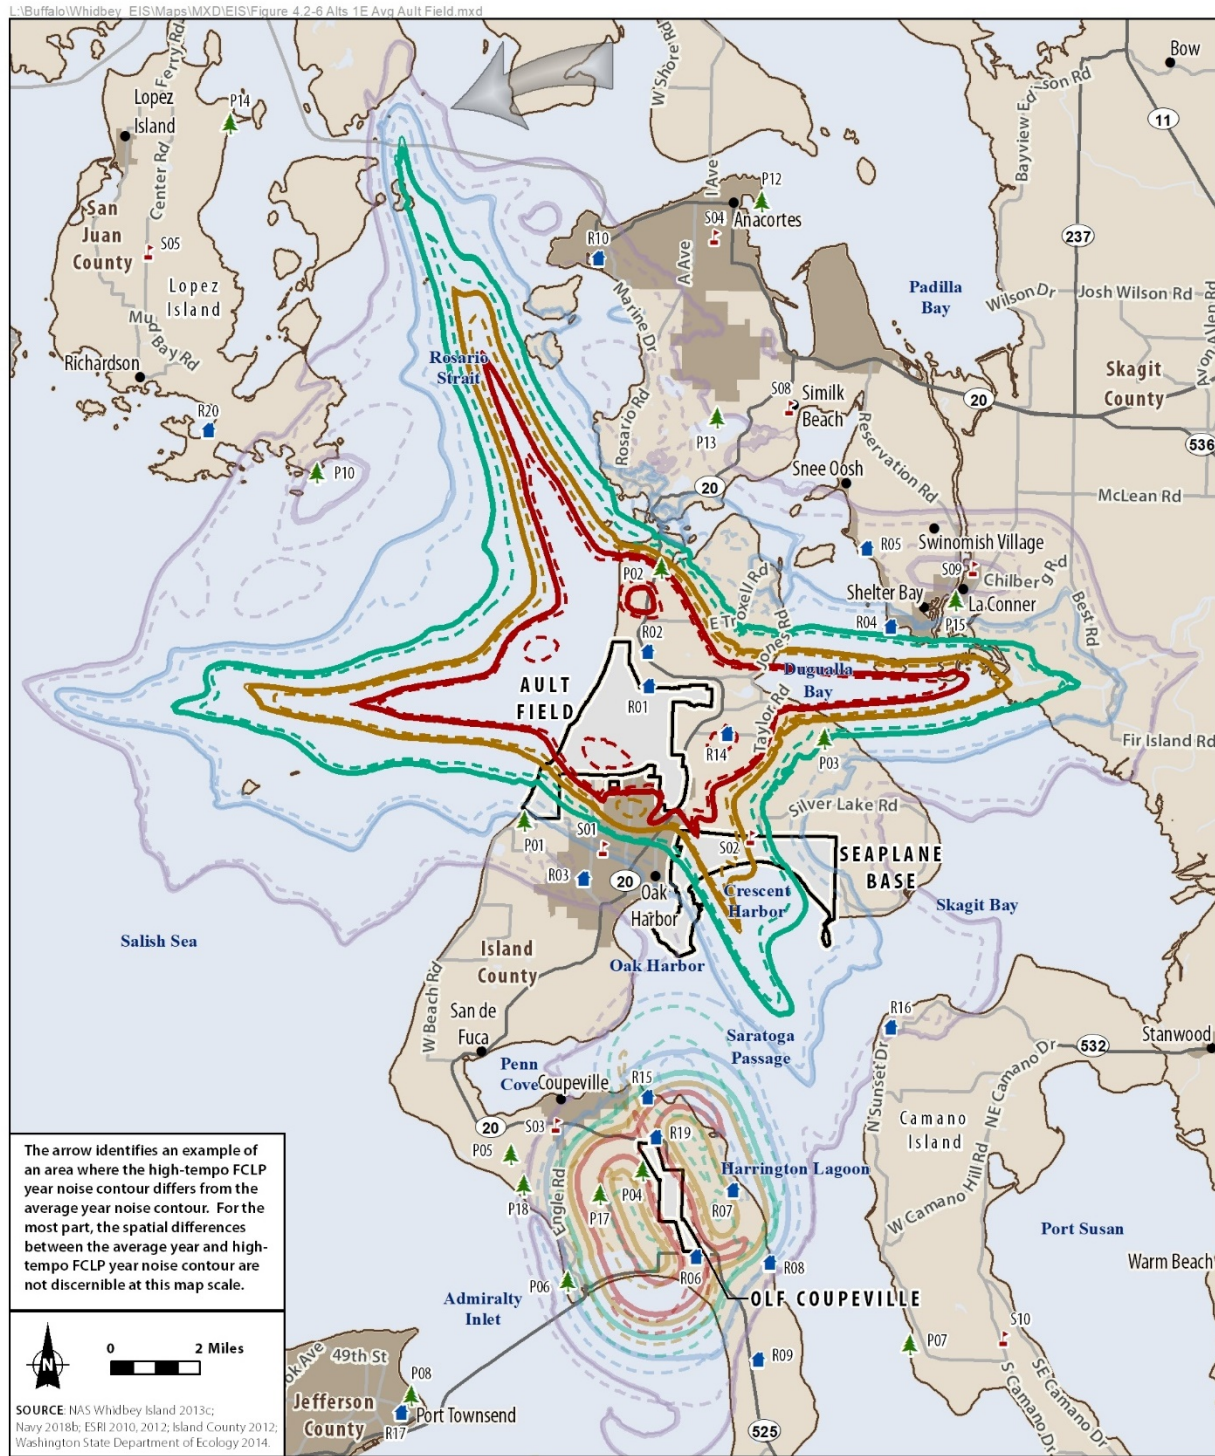 L:\Buffalo\Whidbey_EIS\Maps\MXD\EIS\Figure 4.2-6 Alts 1E Avg Ault Field.mxd
Bow
Ferry Rd
W Shore Rd
Bayview Edison Rd
Lopez
Island
P14
11
I Ave
P12
Center Rd
San
Juan
County
S05
R10
S04
Anacortes
237
A Ave
Lopez
Island
Padilla
Bay
Wilson Dr
Josh Wilson Rd
Avon Allen Rd
Marine Dr
Mud Bay Rd
Richardson
Rosario
Strait
Skagit
County
S08
Similk
Beach
20
R20
Rosario Rd
P13
Reservation Rd
536
P10
Snee Oosh
20
McLean Rd
R05
Swinomish Village
P02
S09
Chilberg Rd
E Troxell Rd
Shelter Bay
La Conner
Best Rd
R02
Jones Rd
R04
P15
AULT
FIELD
R01
Dugualla
Bay
R14
Taylor Rd
P03
Fir Island Rd
Silver Lake Rd
P01
S01
S02
SEAPLANE
BASE
R03
20
Oak
Harbor
Crescent
Harbor
Skagit Bay
Salish Sea
Island
County
Oak Harbor
W Beach Rd
San de
Fuca
R16
Saratoga
Passage
Stanwood
532
Penn
Cove
Coupeville
R15
N Sunset Dr
NE Camano Dr
20
S03
R19
Camano
Island
P05
Harrington Lagoon
P18
Engle Rd
P04
P17
R07
W Camano Hill Rd
Port Susan
R06
R08
Warm Beach
P06
OLF COUPEVILLE
Admiralty
Inlet
S10
P07
R09
S Camano Dr
SE Camano Dr
525
The arrow identifies an example of
an area where the high-tempo FCLP
year noise contour differs from the
average year noise contour. For the
most part, the spatial differences
between the average year and high-
tempo FCLP year noise contour are
not discernible at this map scale.
N
0 2 Miles
49th St
P08
Jefferson
County
Port Townsend
R17
SOURCE: NAS Whidbey Island 2013c;
Navy 2018b; ESRI 2010, 2012; Island County 2012;
Washington State Department of Ecology 2014.